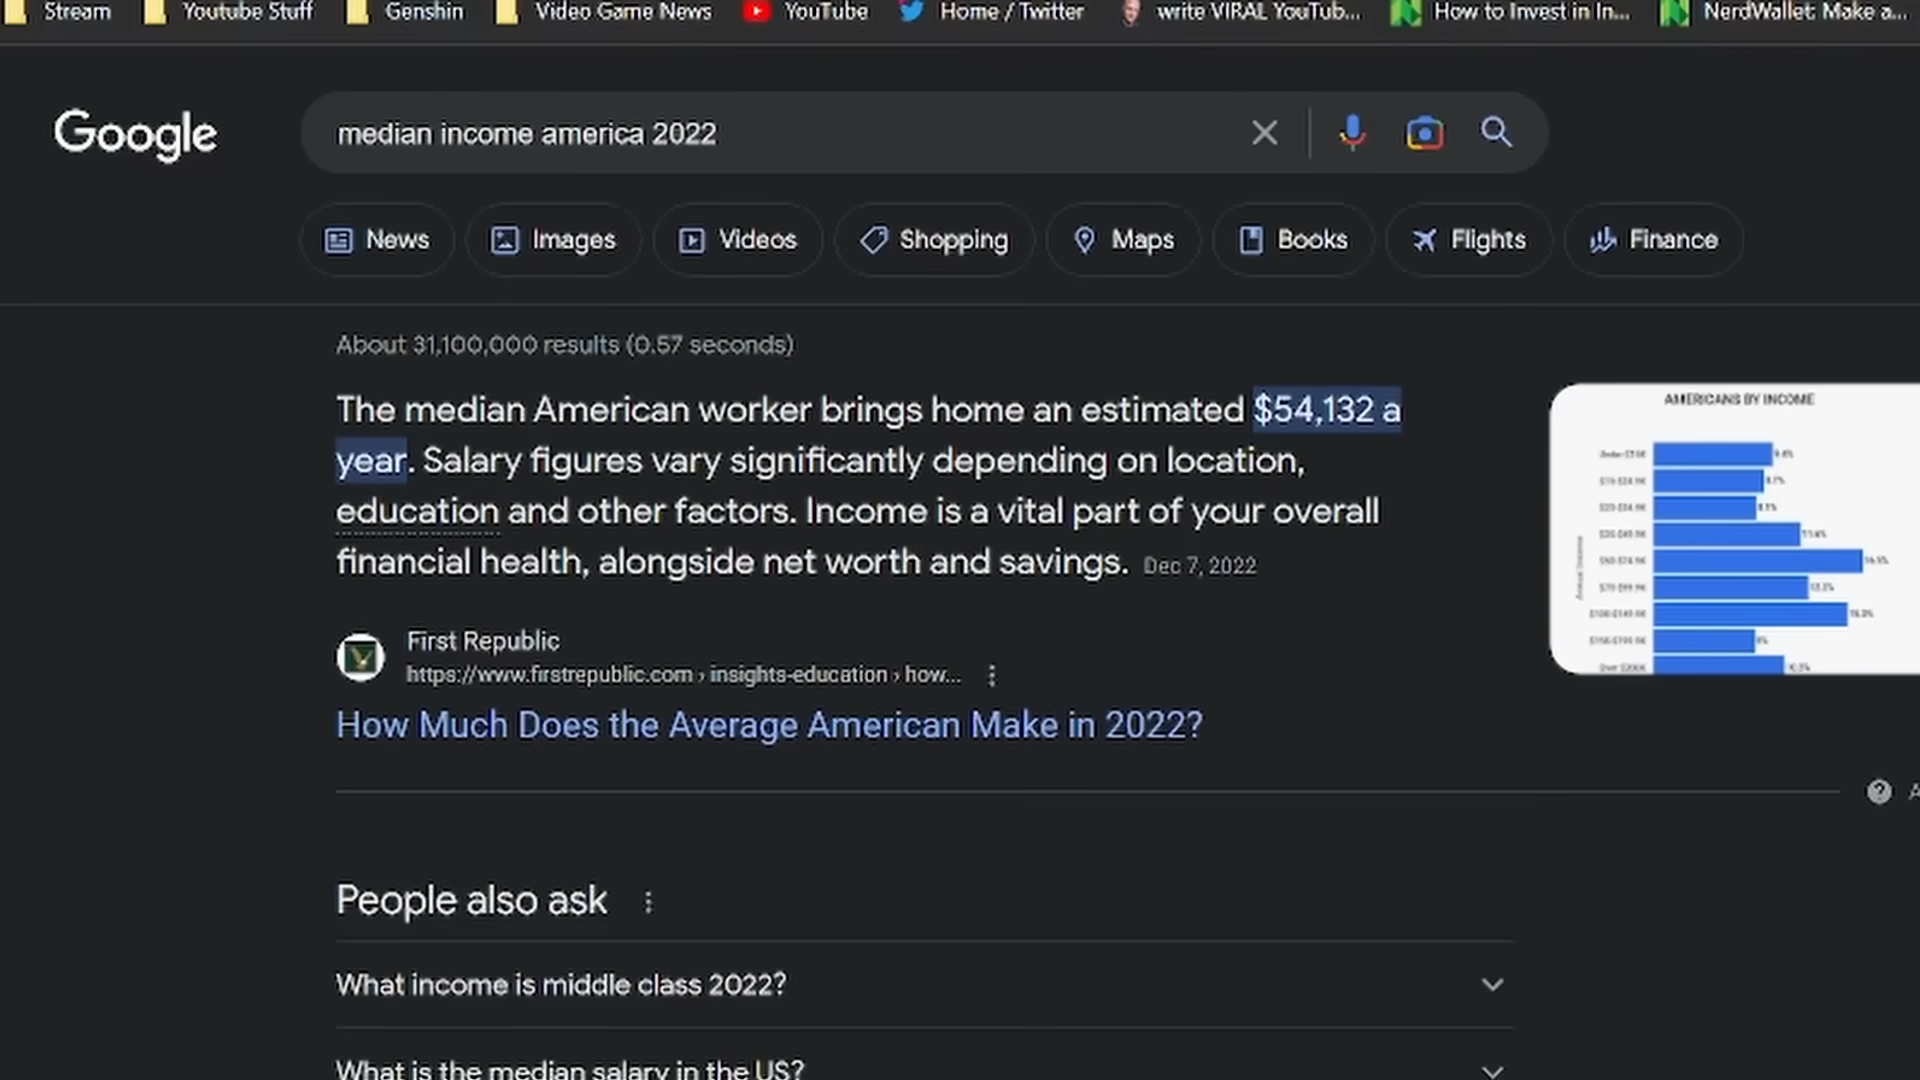 Stream Youtube Stuff Genshin Video Game News YouTube Home / Twitter write VIRAL YouTub... How to Invest in In... NerdWallet: Make a...
Google
median income america 2022
News Images Videos Shopping Maps Books Flights Finance
About 31,100,000 results (0.57 seconds)
The median American worker brings home an estimated $54,132 a
year. Salary figures vary significantly depending on location,
education and other factors. Income is a vital part of your overall
financial health, alongside net worth and savings. Dec 7, 2022
AMERICANS BY INCOME
First Republic
https://www.firstrepublic.com › insights-education › how...
How Much Does the Average American Make in 2022?
A
People also ask
What income is middle class 2022?
What is the median salary in the US?